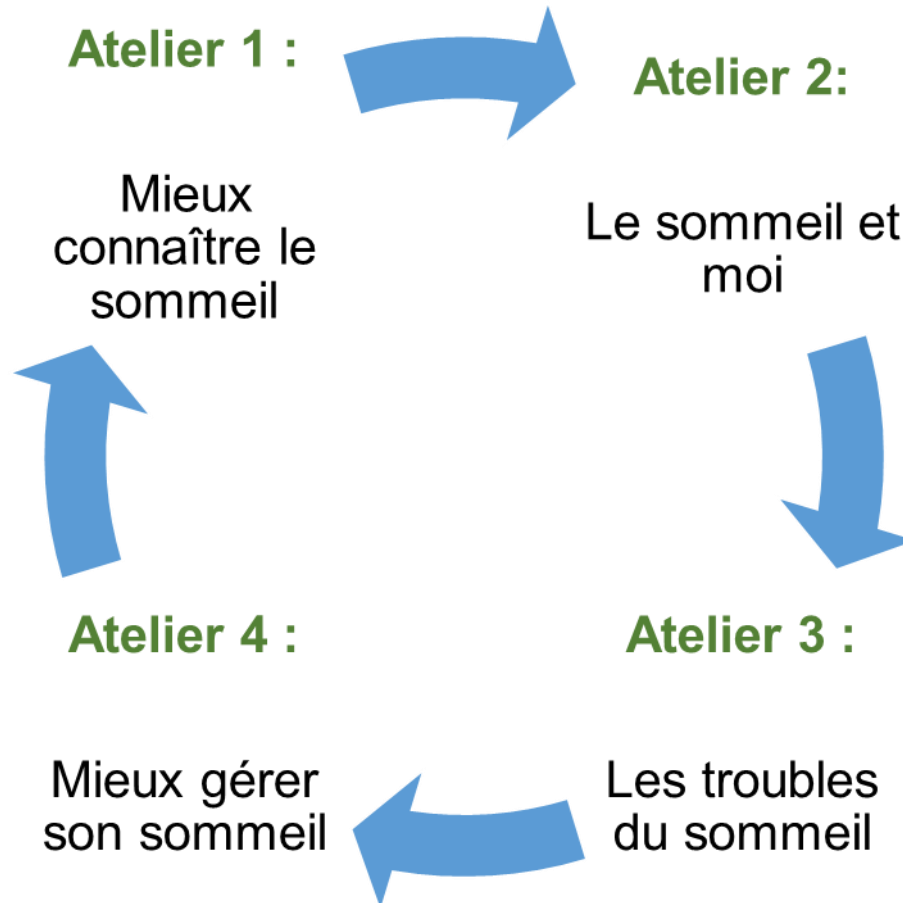 Atelier 1 :
Mieux
connaître le
sommeil
Atelier 2:
Le sommeil et
moi
Atelier 3 :
Les troubles
du sommeil
Atelier 4 :
Mieux gérer
son sommeil